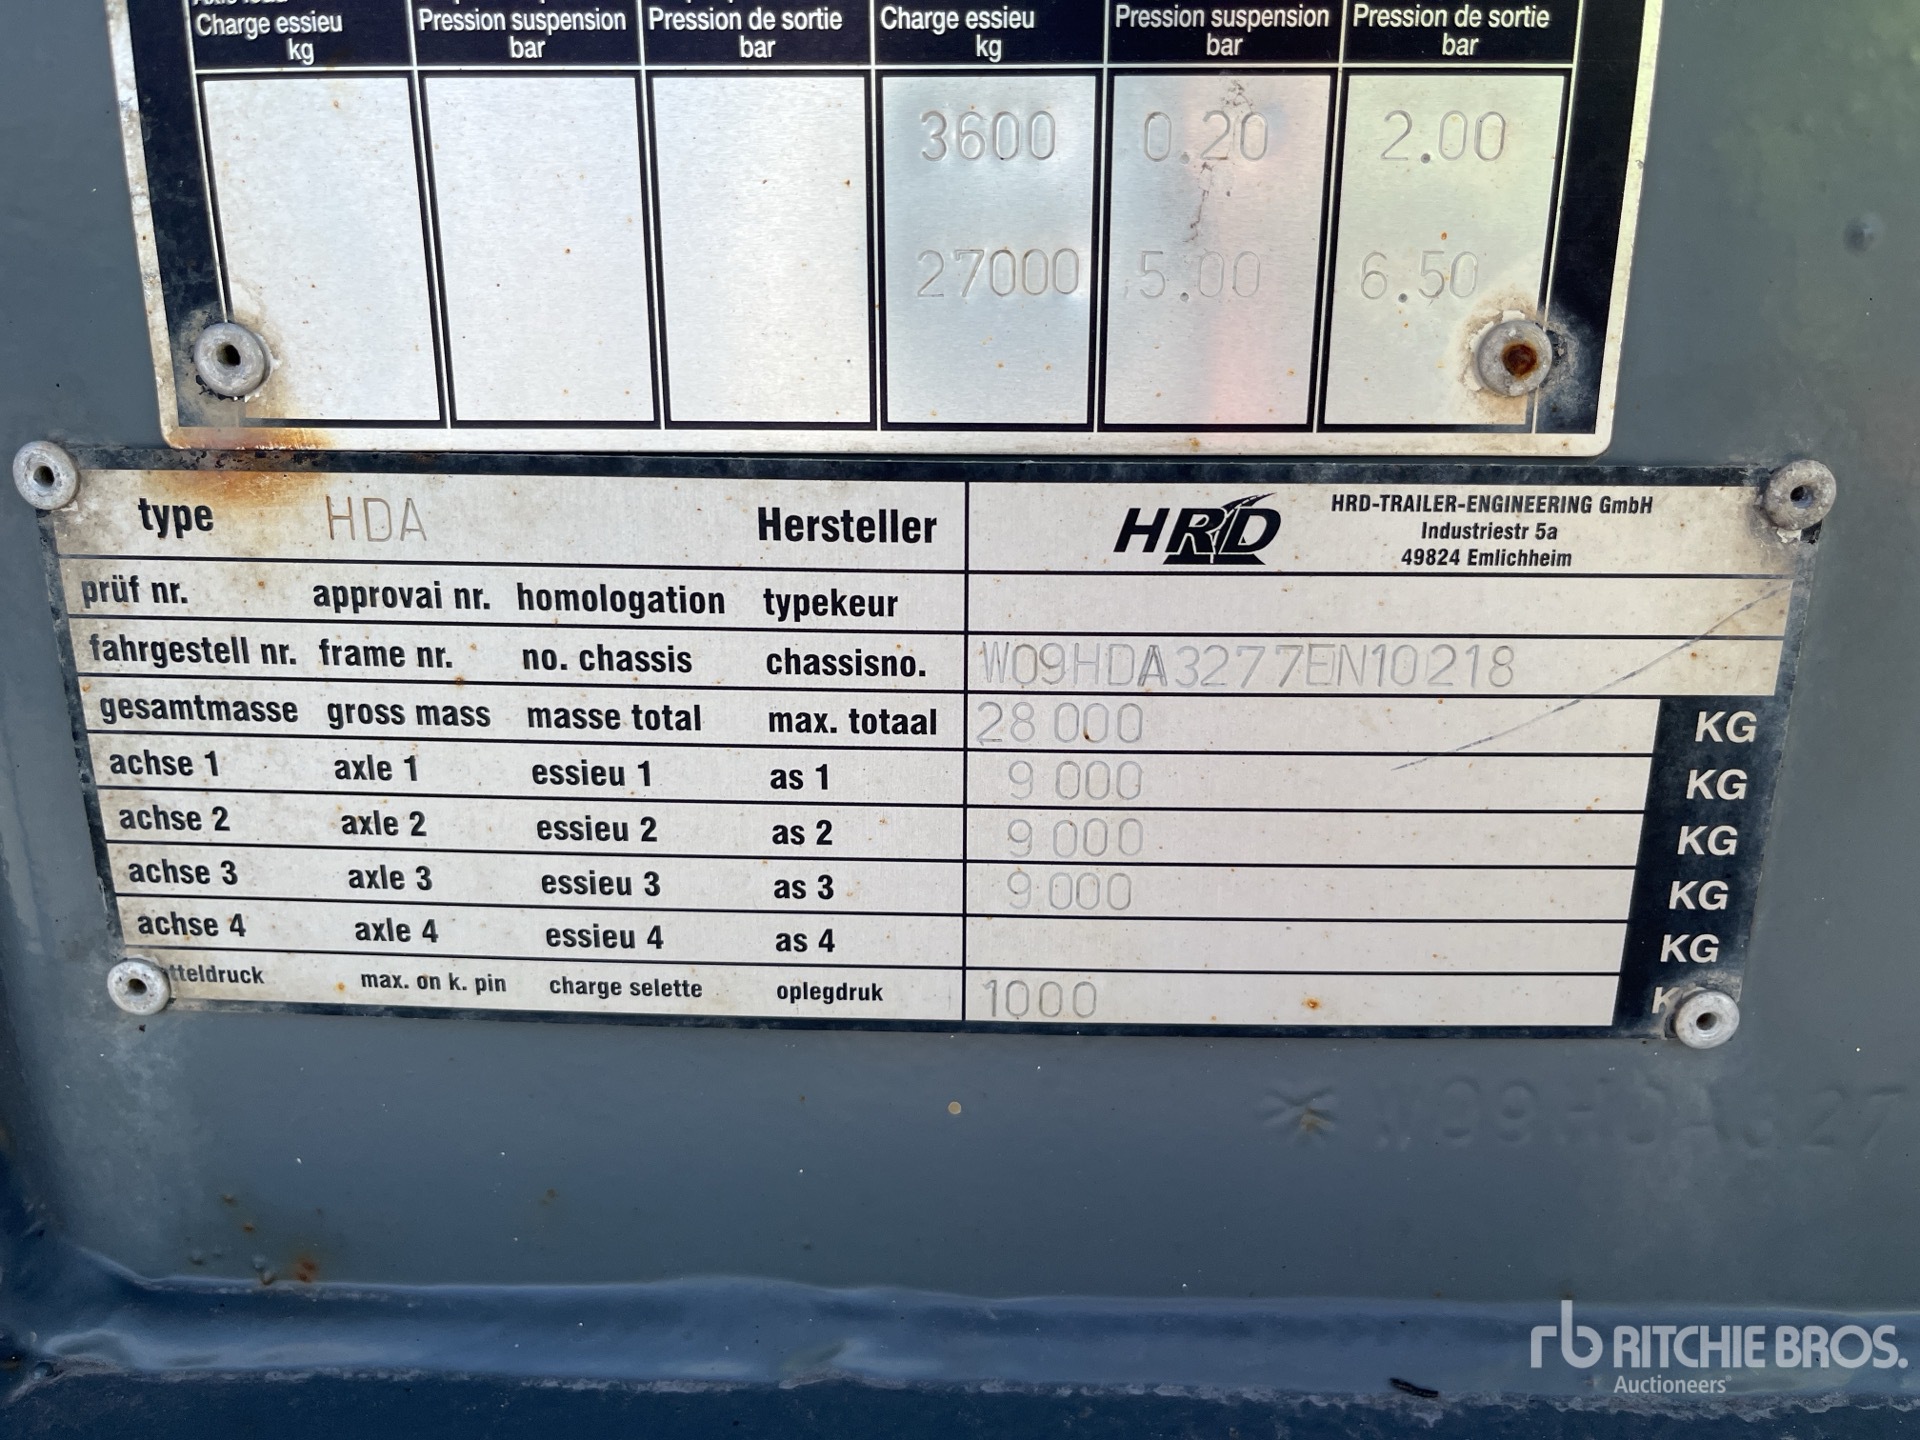 Charge essieu Pression suspension Pression de sortie Charge essieu Pression suspension Pression de sortie
kg bar bar kg bar bar
3600 0.20 2.00
27000 5.00 6.50
type HDA Hersteller HRD HRD-TRAILER-ENGINEERING GmbH
Industriestr 5a
49824 Emlichheim
prüf nr. approvai nr. homologation typekeur
fahrgestell nr. frame nr. no. chassis chassisno. W09HDA3277EN10218
gesamtmasse gross mass masse total max. totaal 28 000 KG
achse 1 axle 1 essieu 1 as 1 9 000 KG
achse 2 axle 2 essieu 2 as 2 9 000 KG
achse 3 axle 3 essieu 3 as 3 9 000 KG
achse 4 axle 4 essieu 4 as 4 KG
max. on k. pin charge selette oplegdruk 1000
rb RITCHIE BROS.
Auctioneers